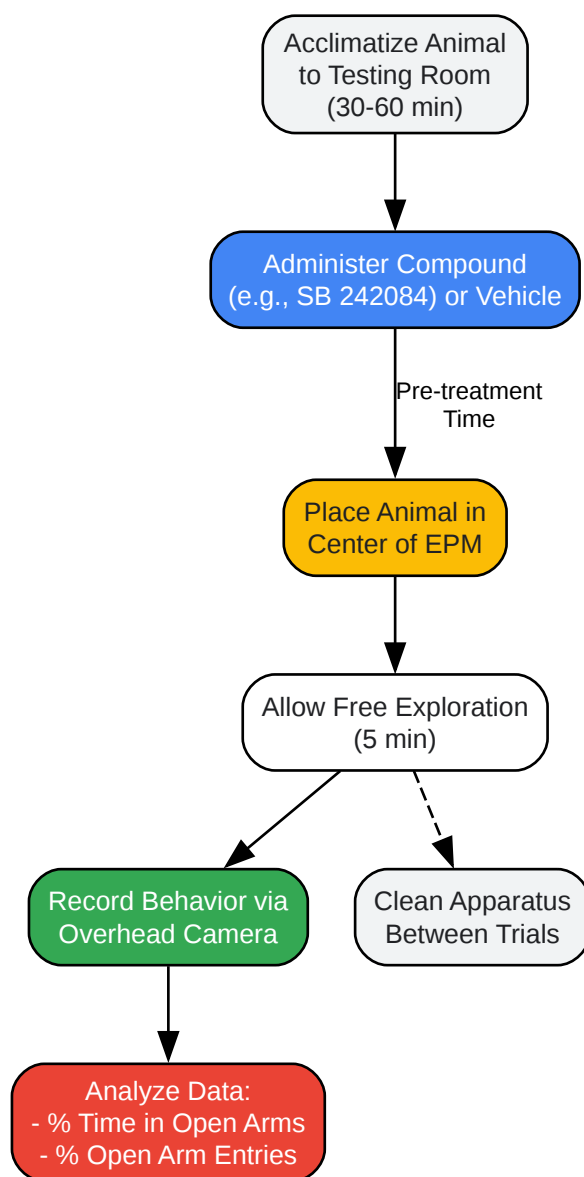 Acclimatize Animal
to Testing Room
(30-60 min)
Administer Compound
(e.g., SB 242084) or Vehicle
Pre-treatment
Time
Place Animal in
Center of EPM
Allow Free Exploration
(5 min)
Record Behavior via
Overhead Camera
Clean Apparatus
Between Trials
Analyze Data:
- % Time in Open Arms
- % Open Arm Entries